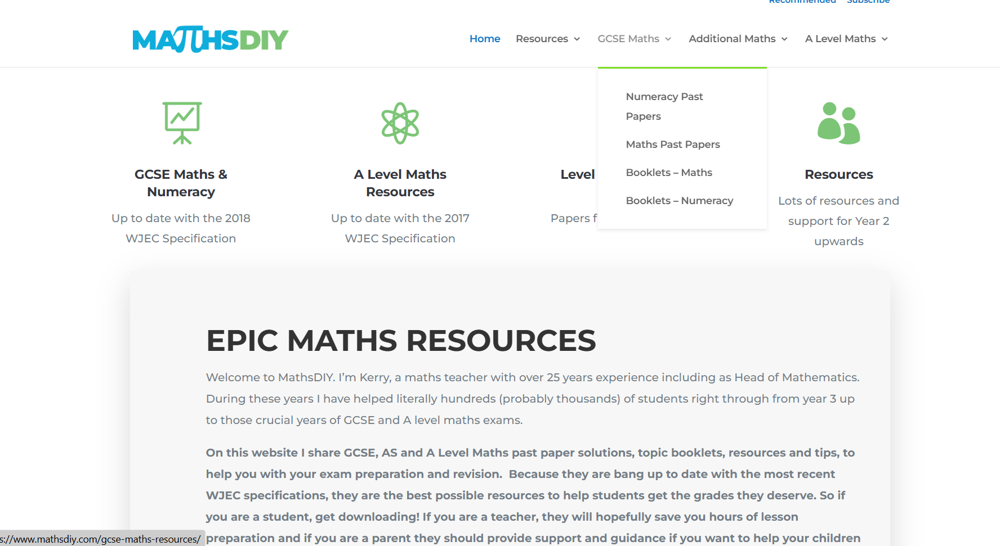 Recommended Subscribe
MATHSDIY
Home Resources GCSE Maths Additional Maths A Level Maths
Numeracy Past
Papers
Maths Past Papers
Booklets – Maths
Booklets – Numeracy
GCSE Maths &
Numeracy
Up to date with the 2018
WJEC Specification
A Level Maths
Resources
Up to date with the 2017
WJEC Specification
Level
Papers f
Resources
Lots of resources and
support for Year 2
upwards
EPIC MATHS RESOURCES
Welcome to MathsDIY. I’m Kerry, a maths teacher with over 25 years experience including as Head of Mathematics.
During these years I have helped literally hundreds (probably thousands) of students right through from year 3 up
to those crucial years of GCSE and A level maths exams.
On this website I share GCSE, AS and A Level Maths past paper solutions, topic booklets, resources and tips, to
help you with your exam preparation and revision.  Because they are bang up to date with the most recent
WJEC specifications, they are the best possible resources to help students get the grades they deserve. So if
you are a student, get downloading! If you are a teacher, they will hopefully save you hours of lesson
preparation and if you are a parent they should provide support and guidance if you want to help your children
s://www.mathsdiy.com/gcse-maths-resources/